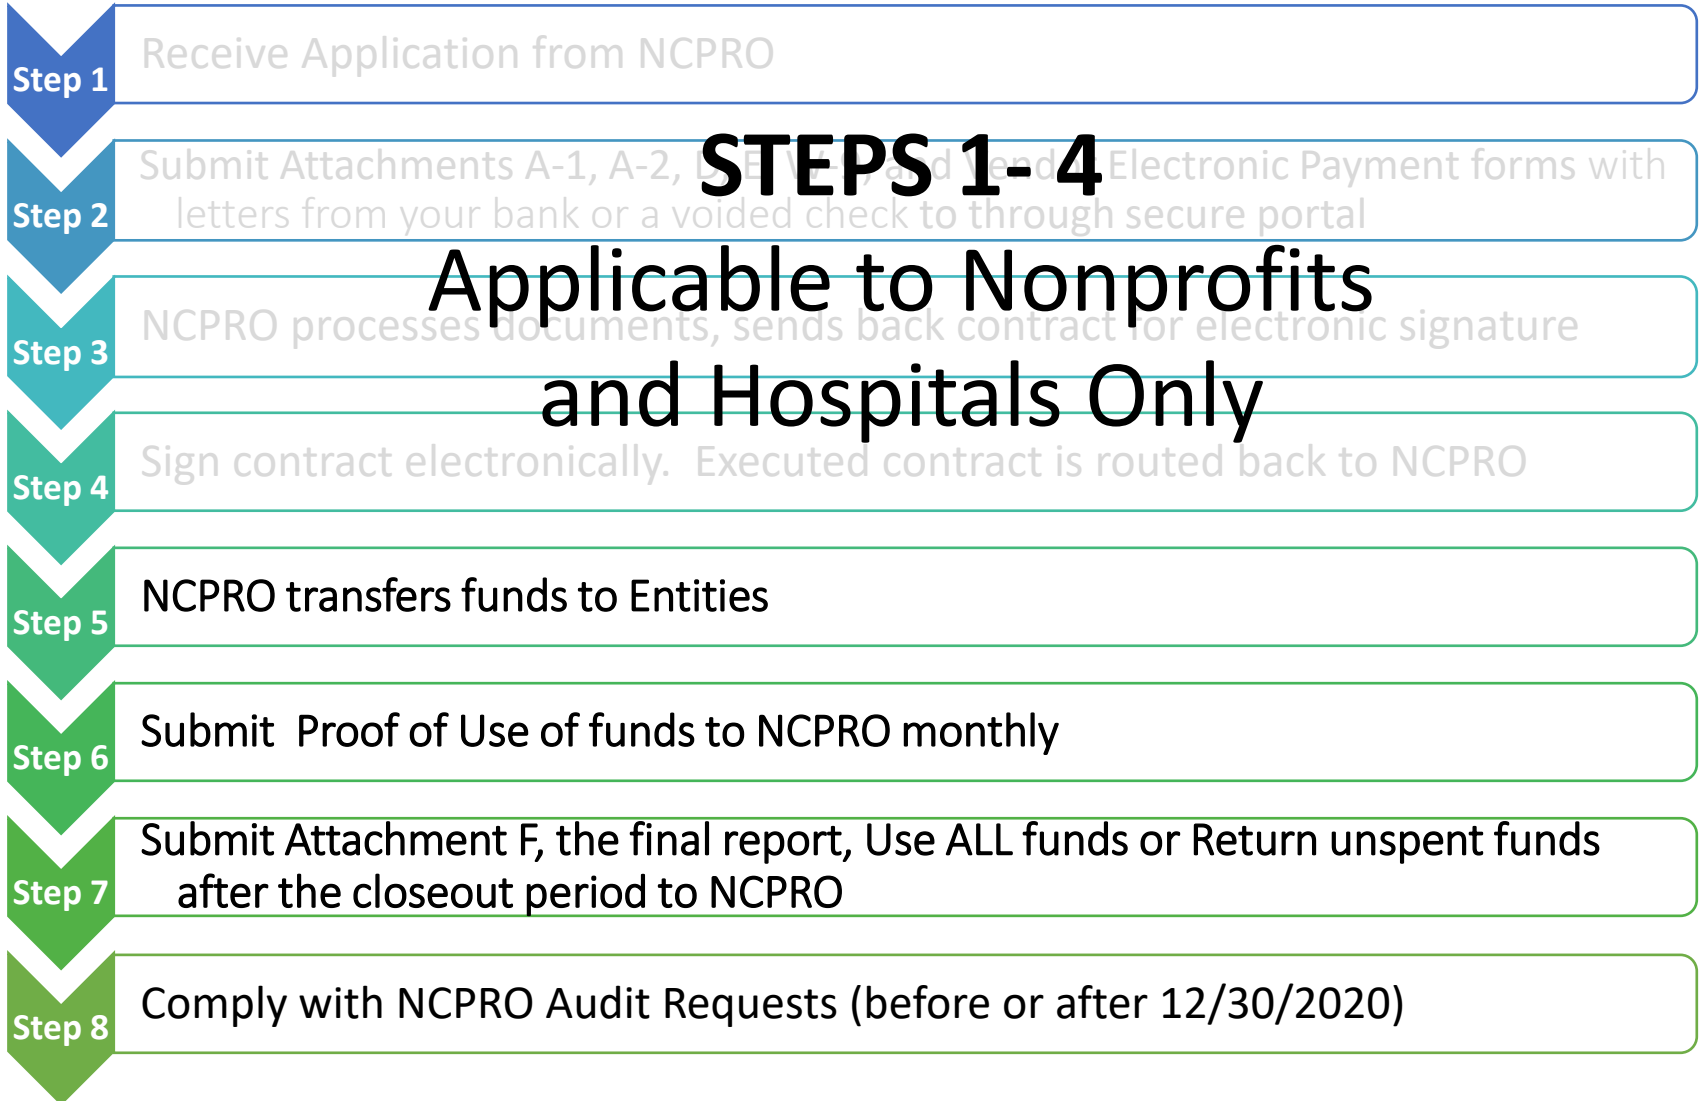 Step 1
Receive Application from NCPRO
STEPS 1- 4
Step 2
Submit Attachments A-1, A-2, Electronic Payment forms with
letters from your bank or a voided check to through secure portal
Applicable to Nonprofits
Step 3
NCPRO processes documents, sends back contract for electronic signature
and Hospitals Only
Step 4
Sign contract electronically. Executed contract is routed back to NCPRO
Step 5
NCPRO transfers funds to Entities
Step 6
Submit Proof of Use of funds to NCPRO monthly
Step 7
Submit Attachment F, the final report, Use ALL funds or Return unspent funds
after the closeout period to NCPRO
Step 8
Comply with NCPRO Audit Requests (before or after 12/30/2020)